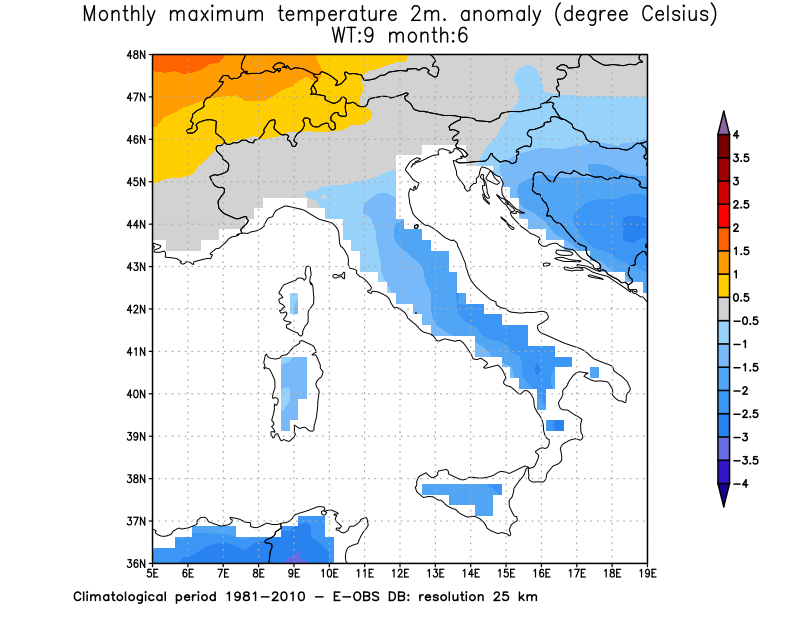 Monthly maximum temperature 2m. anomaly (degree Celsius)
WT:9 month:6
48N
47N
46N
45N
44N
43N
42N
41N
40N
39N
38N
37N
36N
5E 6E 7E 8E 9E 10E 11E 12E 13E 14E 15E 16E 17E 18E 19E
4
3.5
3
2.5
2
1.5
1
0.5
−0.5
−1
−1.5
−2
−2.5
−3
−3.5
−4
Climatological period 1981−2010 − E−OBS DB: resolution 25 km